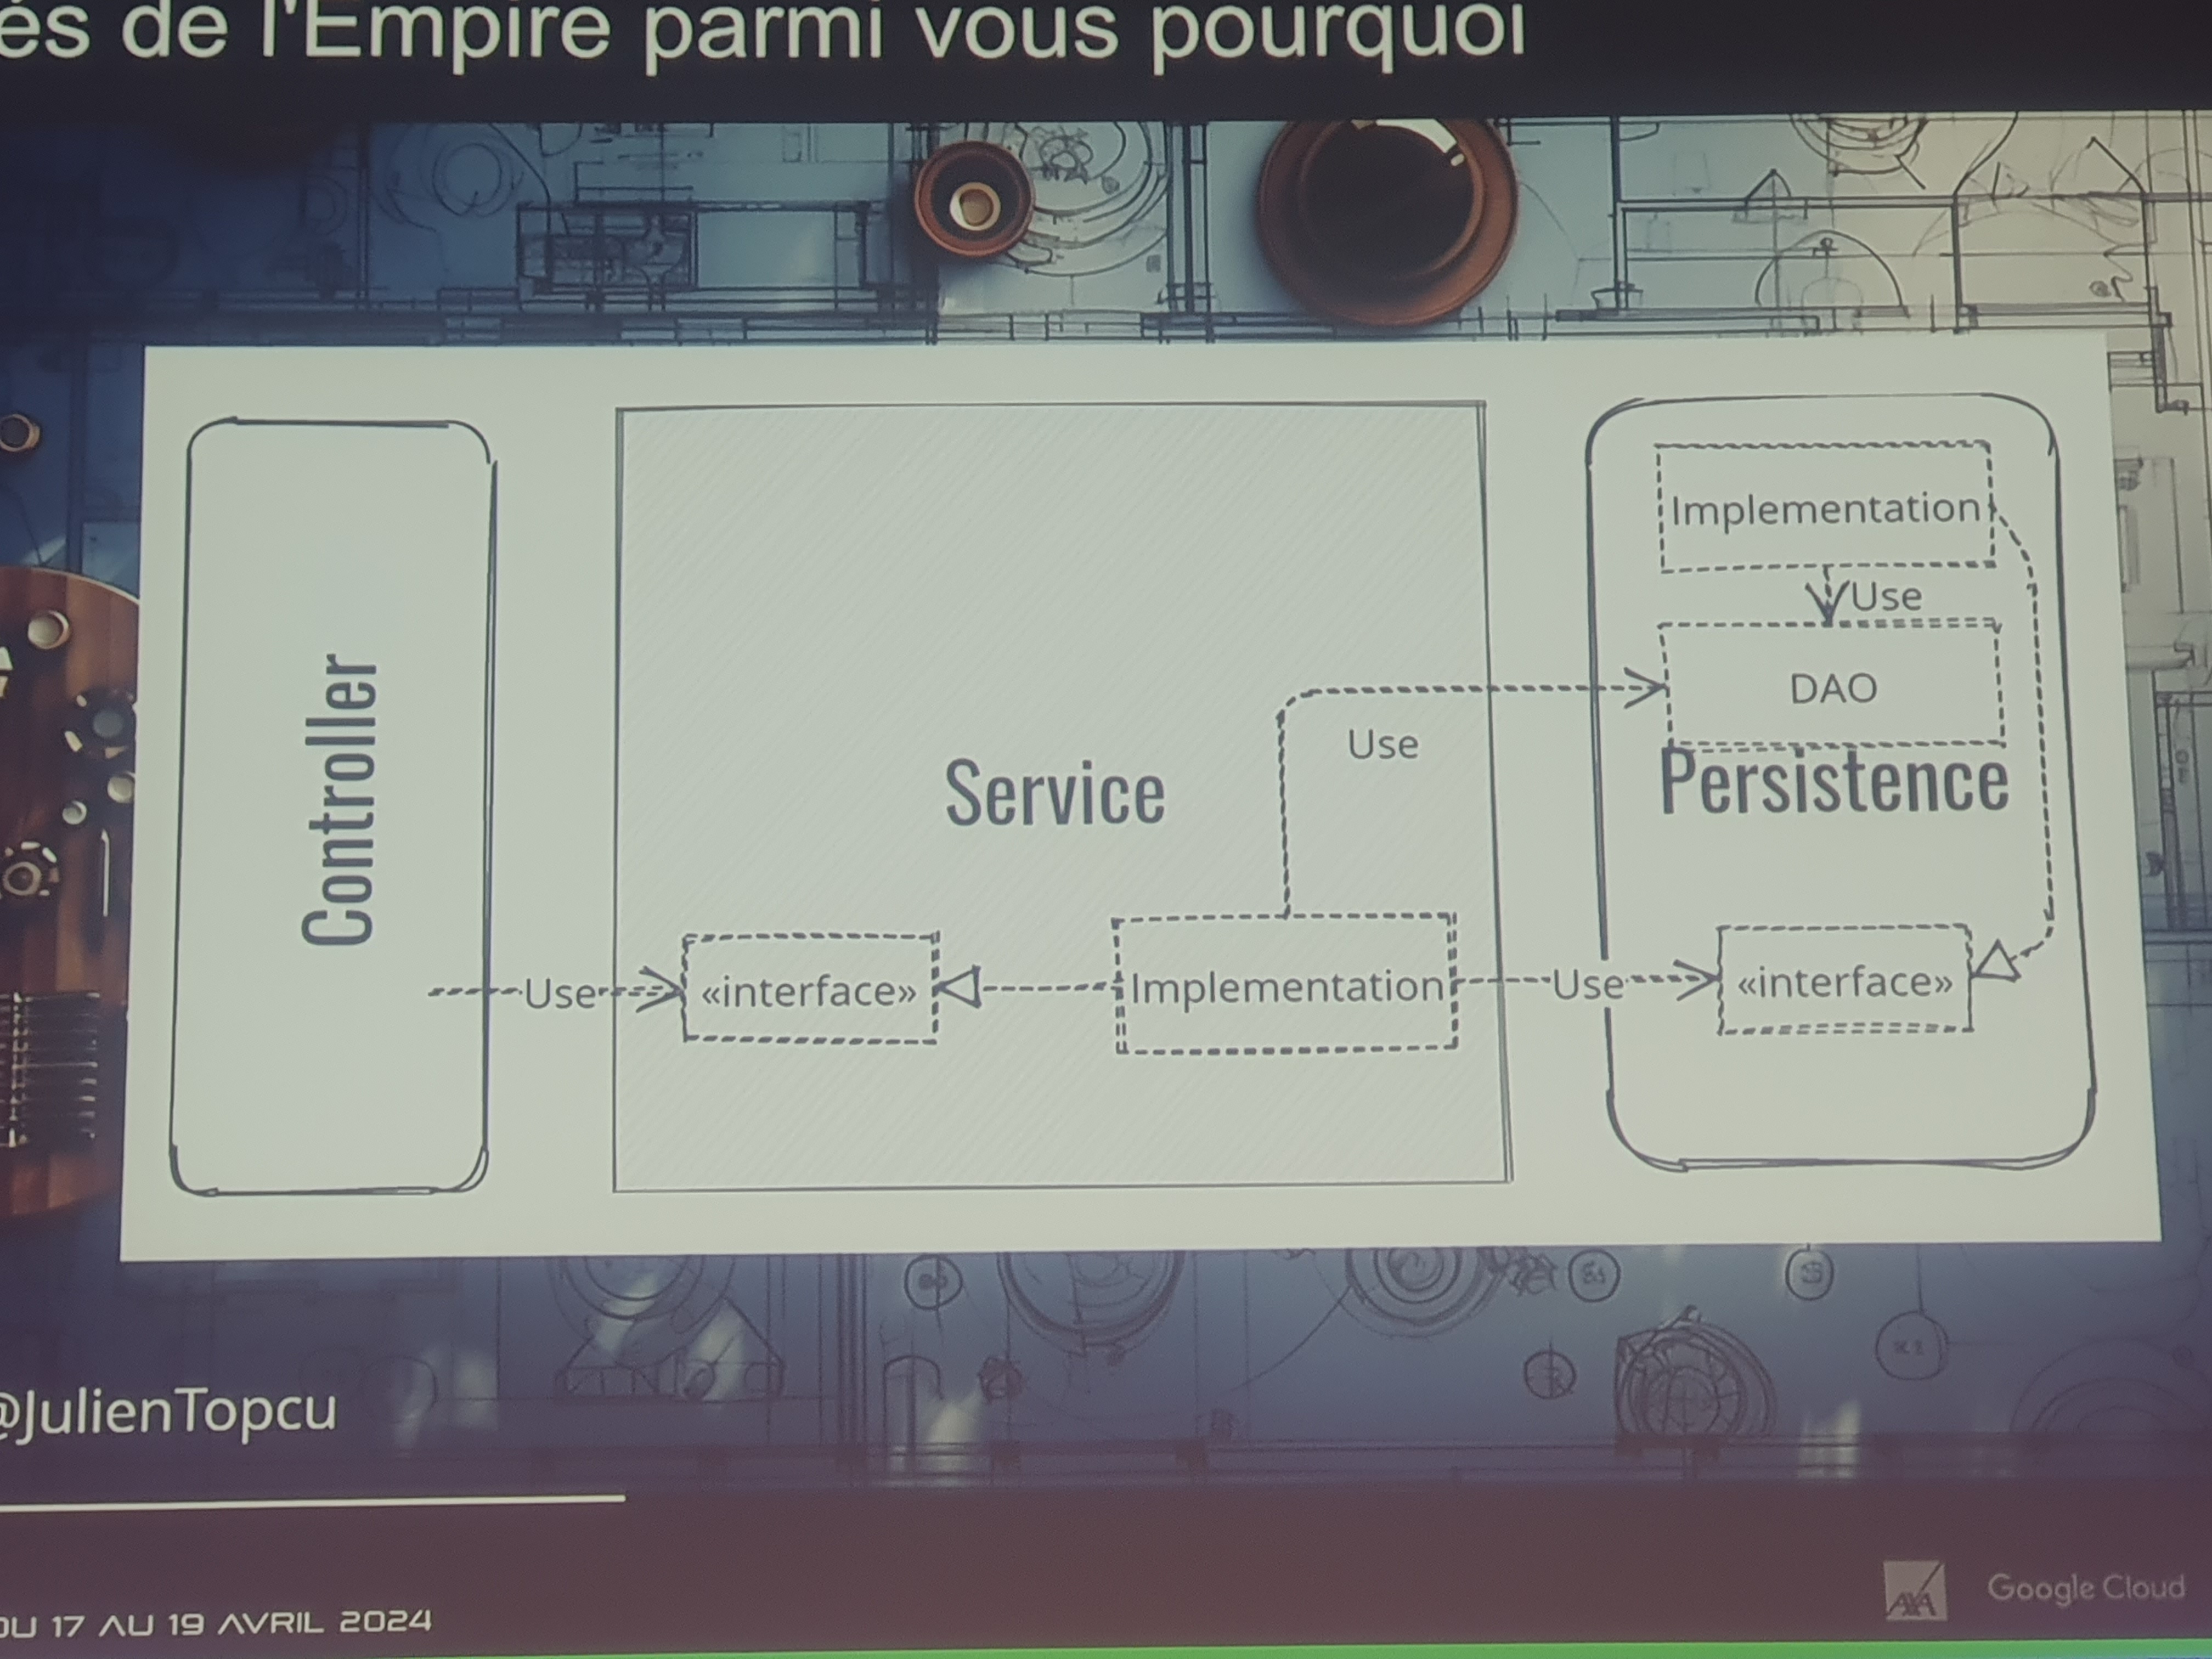 és de l'Empire parmi vous pourquoi
Controller
Use
Service
«interface»
Implementation
Use
Use
Persistence
Implementation
Use
DAO
«interface»
@JulienTopcu
DU 17 AU 19 AVRIL 2024
AXA
Google Cloud